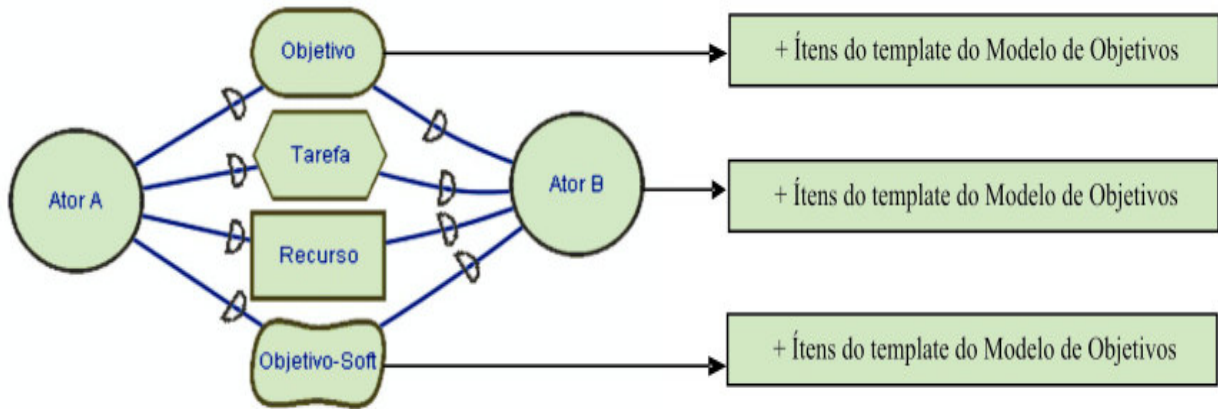 Objetivo
+ Ítens do template do Modelo de Objetivos
Tarefa
Ator A
Ator B
+ Ítens do template do Modelo de Objetivos
Recurso
Objetivo-Soft
+ Ítens do template do Modelo de Objetivos